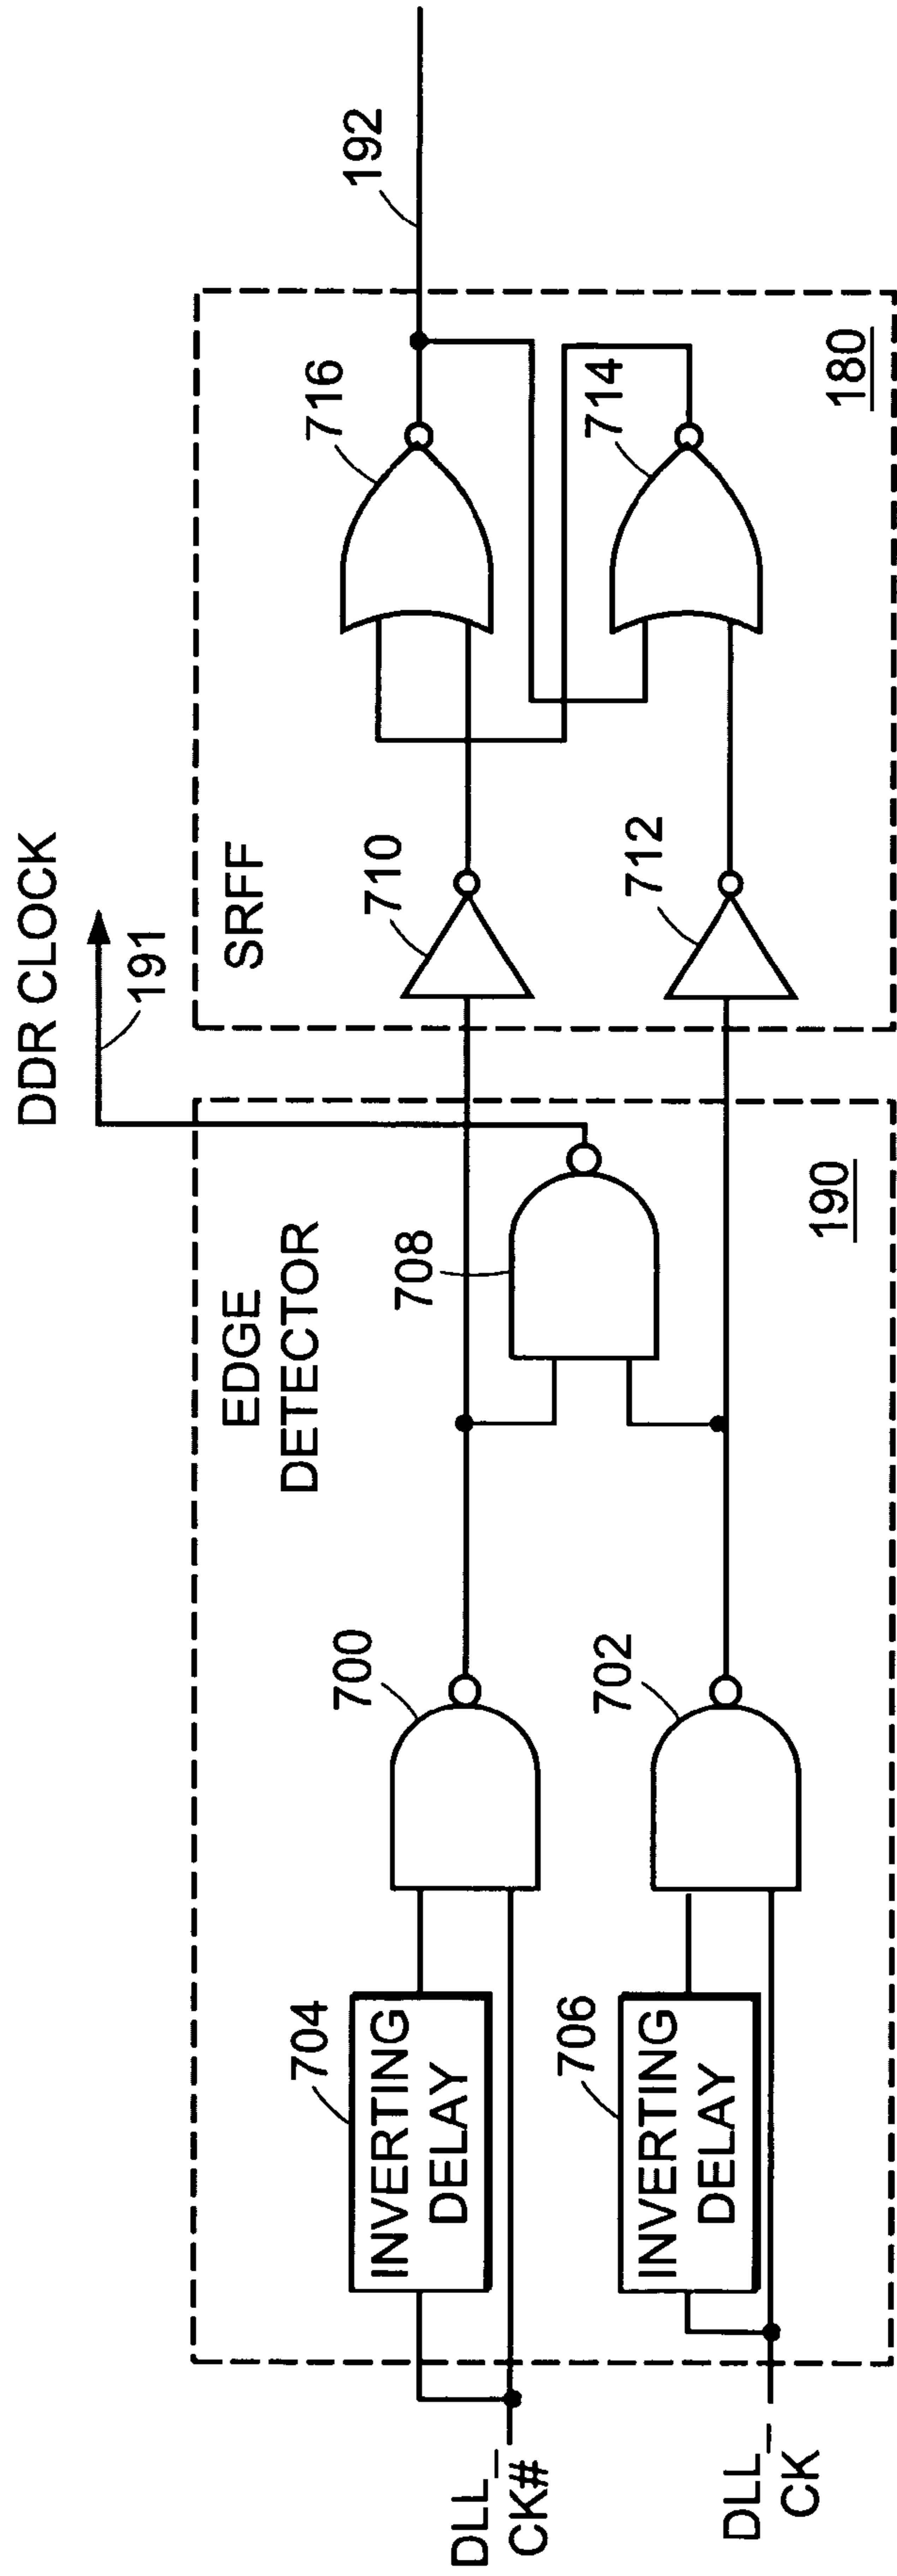 DDR CLOCK
191
EDGE
DETECTOR
SRFF
192
704
INVERTING
DELAY
700
710
716
DLL_
CK#
708
706
INVERTING
DELAY
702
712
714
DLL_
CK
190
180